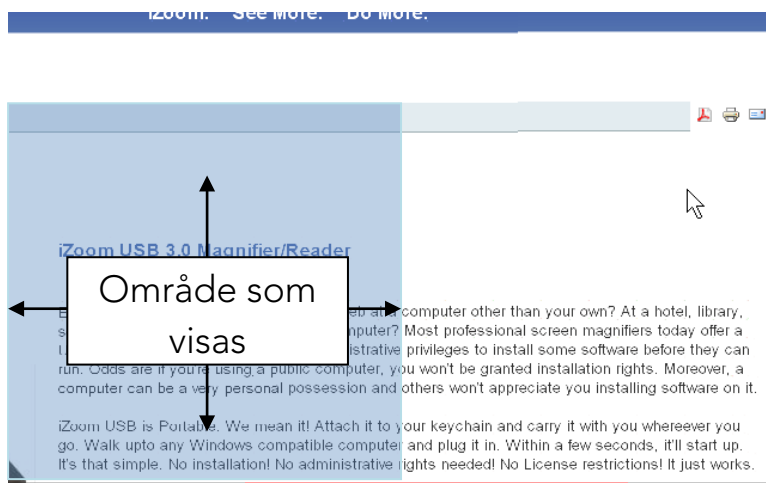 iZoom. See More. Do More.
iZoom USB 3.0 Magnifier/Reader
Område som
visas
computer other than your own? At a hotel, library,
Most professional screen magnifiers today offer a
privileges to install some software before they can
run. Odds are if you're using a public computer, you won't be granted installation rights. Moreover, a
computer can be a very personal possession and others won't appreciate you installing software on it.
iZoom USB is Portable. We mean it! Attach it to your keychain and carry it with you whereever you
go. Walk upto any Windows compatible computer and plug it in. Within a few seconds, it'll start up.
It's that simple. No installation! No administrative rights needed! No License restrictions! It just works.